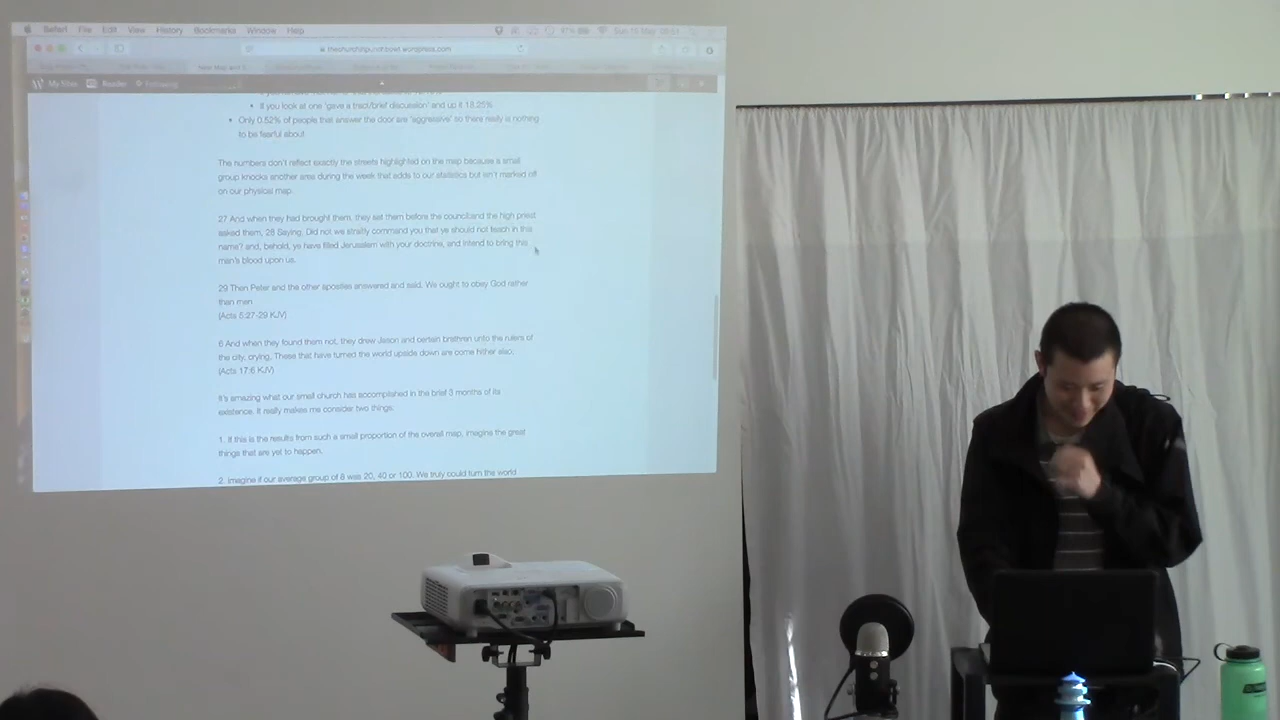 Safari File Edit View History Bookmarks Window Help
My Sites Reader
• If you look at one 'gave a tract/brief discussion' and up it 18.25%
• Only 0.52% of people that answer the door are 'aggressive' so there really is nothing
to be fearful about
The numbers don't reflect exactly the streets highlighted on the map because a small
group knocks another area during the week that adds to our statistics but isn't marked off
on our physical map.
27 And when they had brought them, they set them before the council:and the high priest
asked them, 28 Saying, Did not we straitly command you that ye should not teach in this
name? and, behold, ye have filled Jerusalem with your doctrine, and intend to bring this
man's blood upon us.
29 Then Peter and the other apostles answered and said, We ought to obey God rather
than men
(Acts 5:27-29 KJV)
6 And when they found them not, they drew Jason and certain brethren unto the rulers of
the city, crying, These that have turned the world upside down are come hither also;
(Acts 17:6 KJV)
It's amazing what our small church has accomplished in the brief 3 months of its
existence. It really makes me consider two things:
1. If this is the results from such a small proportion of the overall map, imagine the great
things that are yet to happen.
2. Imagine if our average group of 8 was 20, 40 or 100. We truly could turn the world